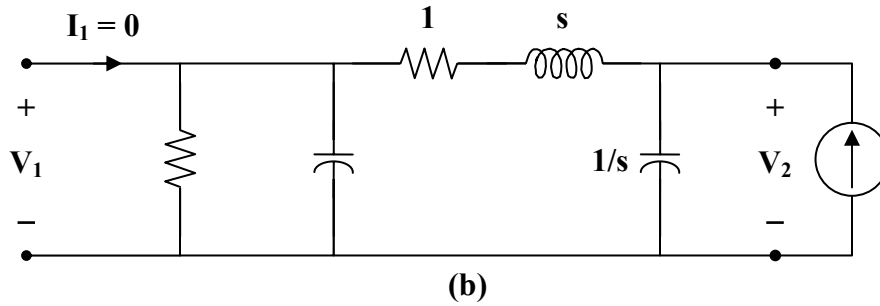 I₁ = 0
1
s
+
V₁
−
1/s
+
V₂
−
(b)